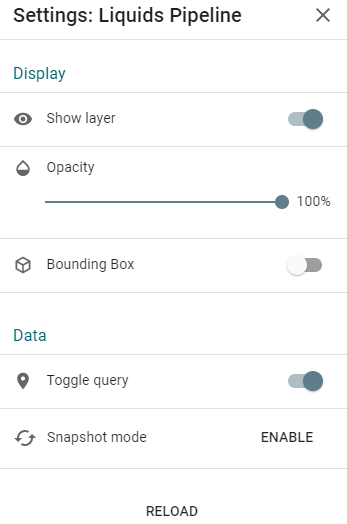 Settings: Liquids Pipeline
Display
Show layer
Opacity
100%
Bounding Box
Data
Toggle query
Snapshot mode ENABLE
RELOAD